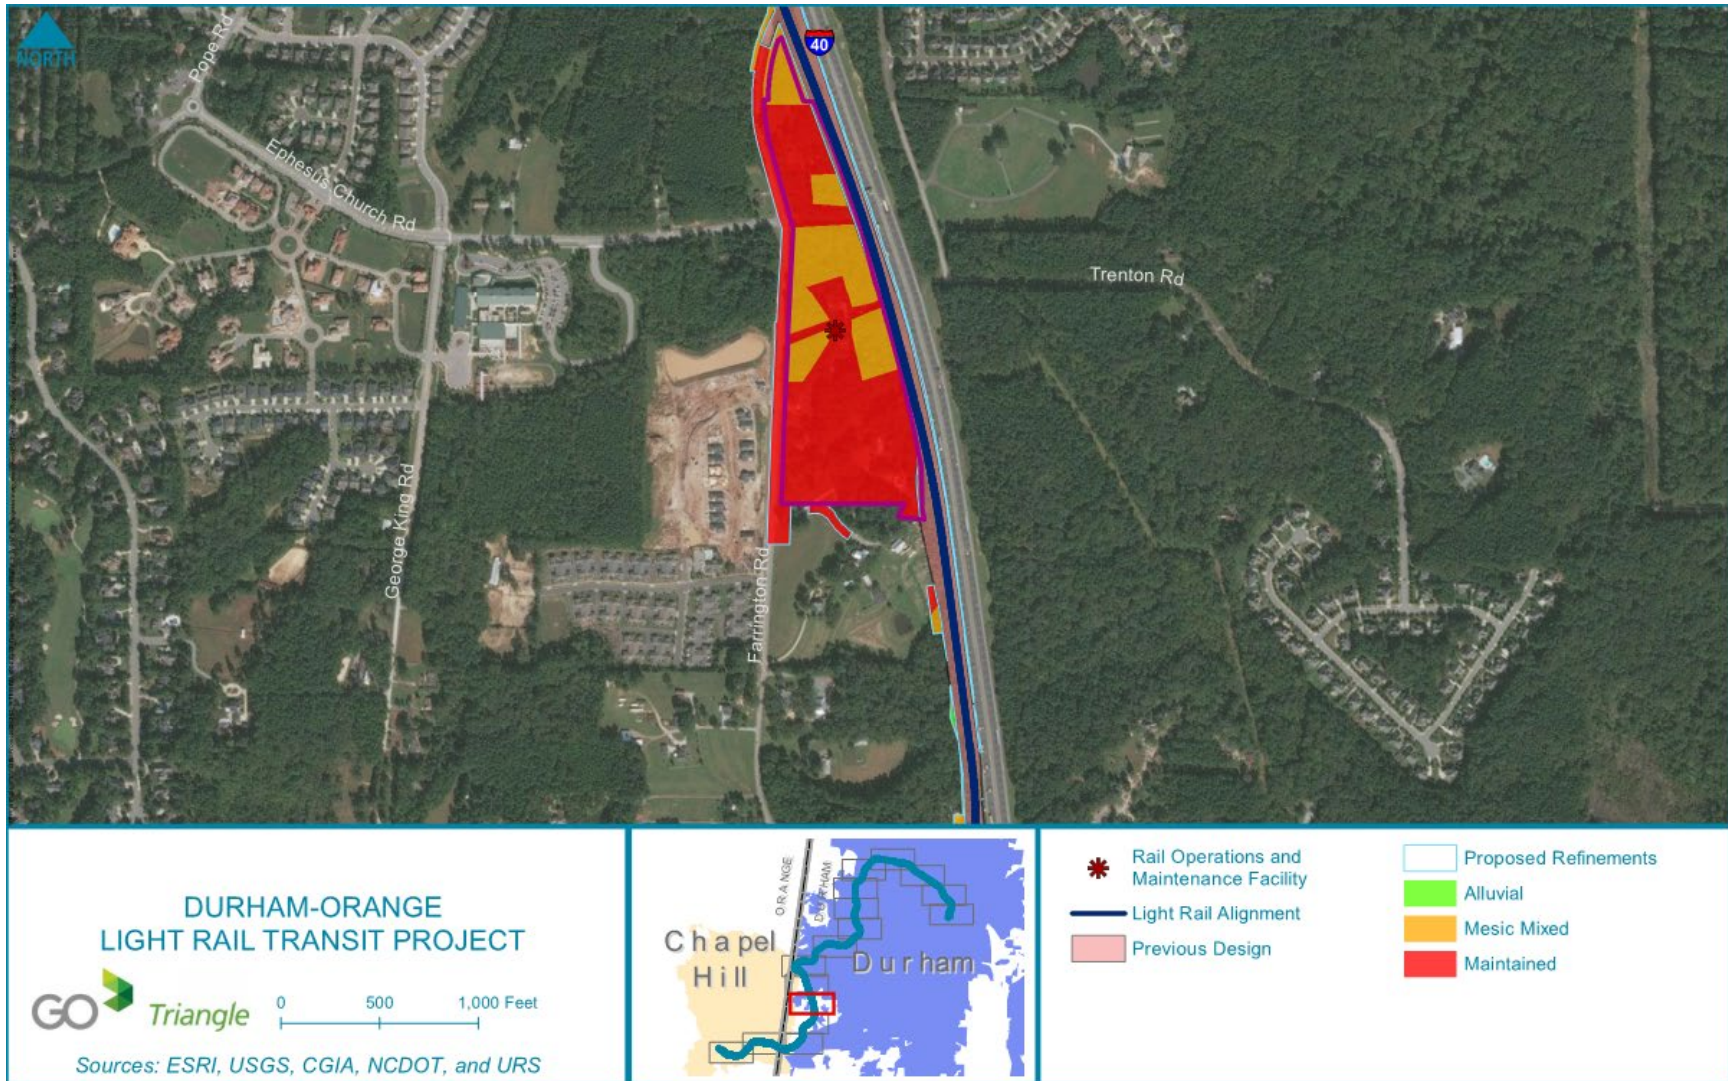 NORTH
Pope Rd
40
Ephesus Church Rd
Trenton Rd
George King Rd
Farrington Rd
DURHAM-ORANGE
LIGHT RAIL TRANSIT PROJECT
GO Triangle
0 500 1,000 Feet
Sources: ESRI, USGS, CGIA, NCDOT, and URS
ORANGE
DURHAM
Chapel
Hill
Durham
Rail Operations and
Maintenance Facility
Light Rail Alignment
Previous Design
Proposed Refinements
Alluvial
Mesic Mixed
Maintained